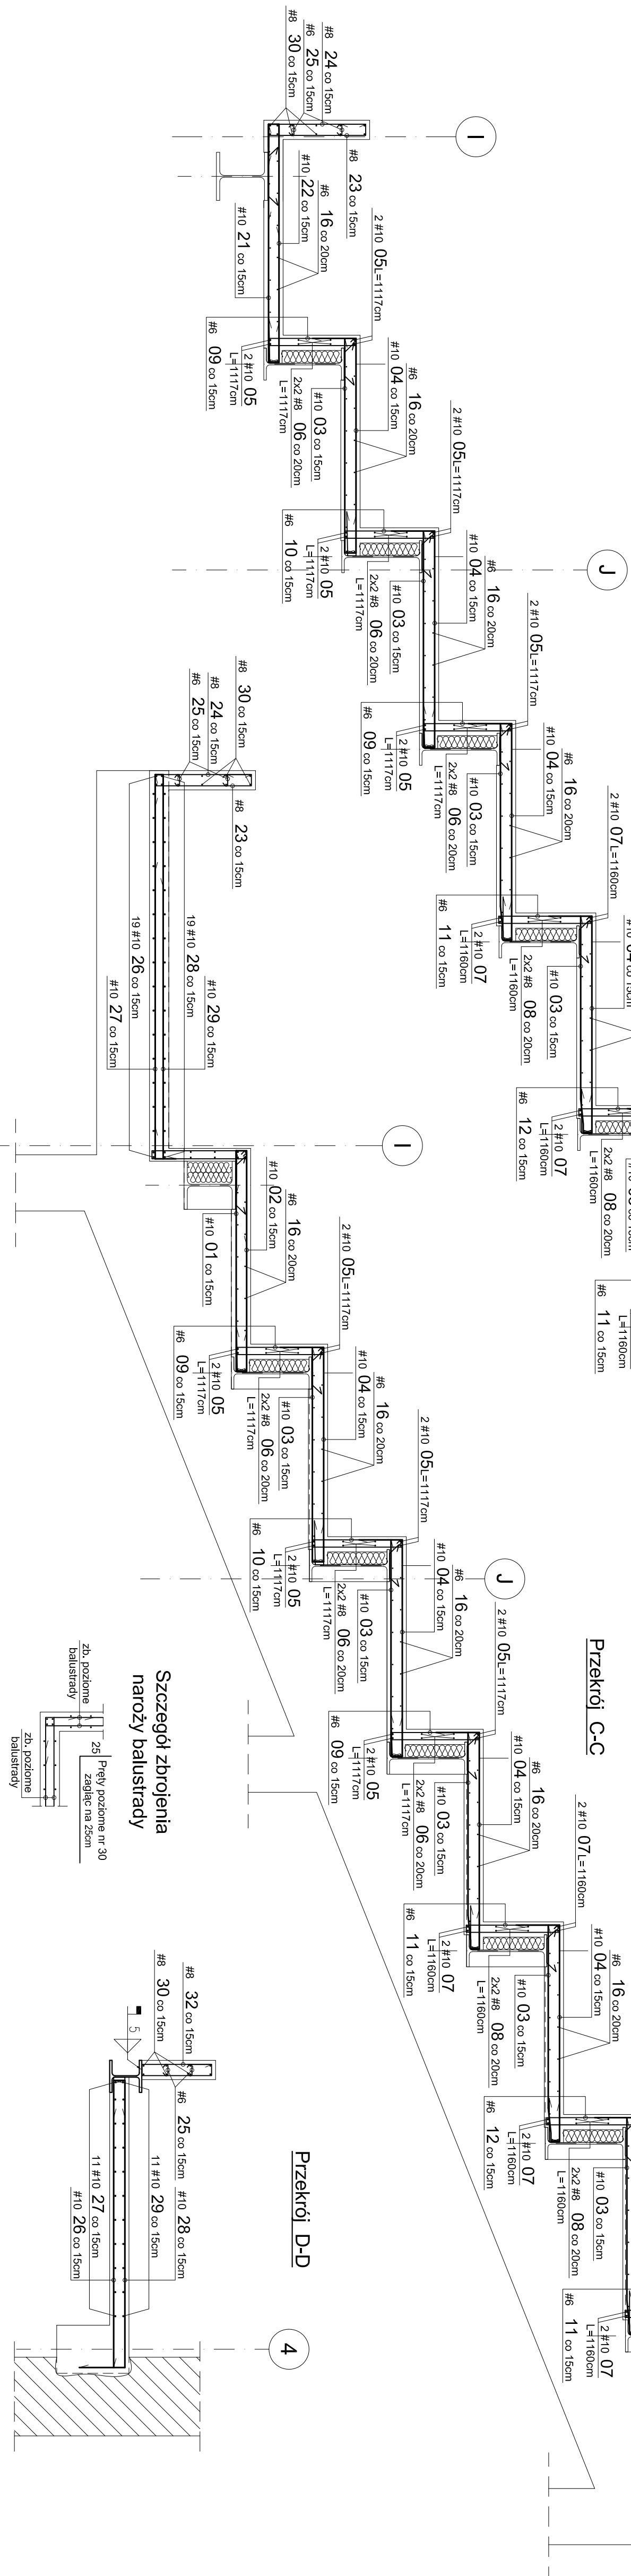 I
#8 24 co 15cm
#6 25 co 15cm
#8 30 co 15cm
#8 23 co 15cm
#6 16 co 20cm
#10 22 co 15cm
#10 21 co 15cm
2 #10 05L=1117cm
#6 16 co 20cm
#10 04 co 15cm
#10 03 co 15cm
2x2 #8 06 co 20cm
L=1117cm
2 #10 05
L=1117cm
#6 09 co 15cm
J
2 #10 05L=1117cm
#6 16 co 20cm
#10 04 co 15cm
#10 03 co 15cm
2x2 #8 06 co 20cm
L=1117cm
2 #10 05
L=1117cm
#6 10 co 15cm
2 #10 05L=1117cm
#6 16 co 20cm
#10 04 co 15cm
#10 03 co 15cm
2x2 #8 06 co 20cm
L=1117cm
2 #10 05
L=1117cm
#6 09 co 15cm
2 #10 07L=1160cm
#10 03 co 15cm
2x2 #8 08 co 20cm
L=1160cm
2 #10 07
L=1160cm
#6 11 co 15cm
2x2 #8 08 co 20cm
L=1160cm
2 #10 07
L=1160cm
#6 12 co 15cm
L=1160cm
#6 11 co 15cm
Przekrój C-C
#8 30 co 15cm
#8 24 co 15cm
#6 25 co 15cm
#8 23 co 15cm
#10 29 co 15cm
19 #10 28 co 15cm
19 #10 26 co 15cm
#10 27 co 15cm
I
#6 16 co 20cm
#10 02 co 15cm
#10 01 co 15cm
2 #10 05L=1117cm
#6 16 co 20cm
#10 04 co 15cm
#10 03 co 15cm
2x2 #8 06 co 20cm
L=1117cm
2 #10 05
L=1117cm
#6 09 co 15cm
J
2 #10 05L=1117cm
#6 16 co 20cm
#10 04 co 15cm
#10 03 co 15cm
2x2 #8 06 co 20cm
L=1117cm
2 #10 05
L=1117cm
#6 10 co 15cm
2 #10 05L=1117cm
#6 16 co 20cm
#10 04 co 15cm
#10 03 co 15cm
2x2 #8 06 co 20cm
L=1117cm
2 #10 05
L=1117cm
#6 09 co 15cm
2 #10 07L=1160cm
#6 16 co 20cm
#10 04 co 15cm
#10 03 co 15cm
2x2 #8 08 co 20cm
L=1160cm
2 #10 07
L=1160cm
#6 11 co 15cm
#10 03 co 15cm
2x2 #8 08 co 20cm
L=1160cm
2 #10 07
L=1160cm
#6 12 co 15cm
2 #10 07
L=1160cm
#6 11 co 15cm
Szczegół zbrojenia
naroży balustrady
25
Pręty poziome nr 30
zagiąc na 25cm
zb. poziome
balustrady
zb. poziome
balustrady
Przekrój D-D
4
#8 32 co 15cm
#8 30 co 15cm
5
#6 25 co 15cm
#10 28 co 15cm
11 #10 29 co 15cm
11 #10 27 co 15cm
#10 26 co 15cm